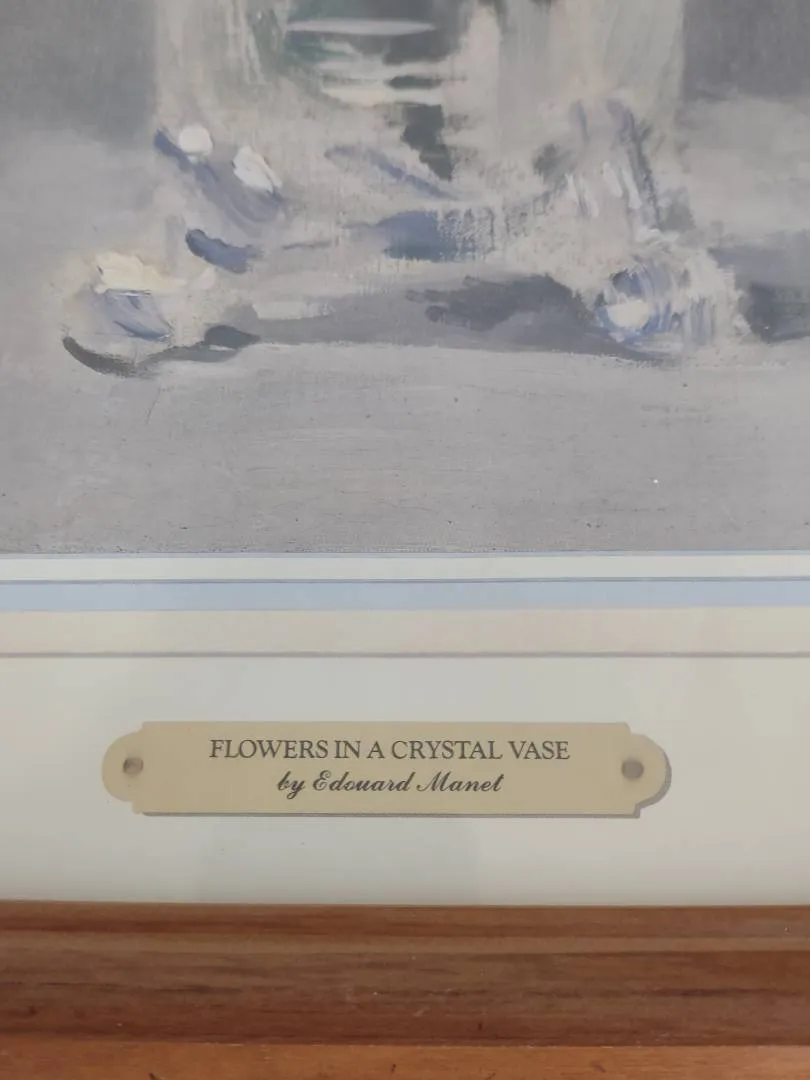 FLOWERS IN A CRYSTAL VASE
by Edouard Manet